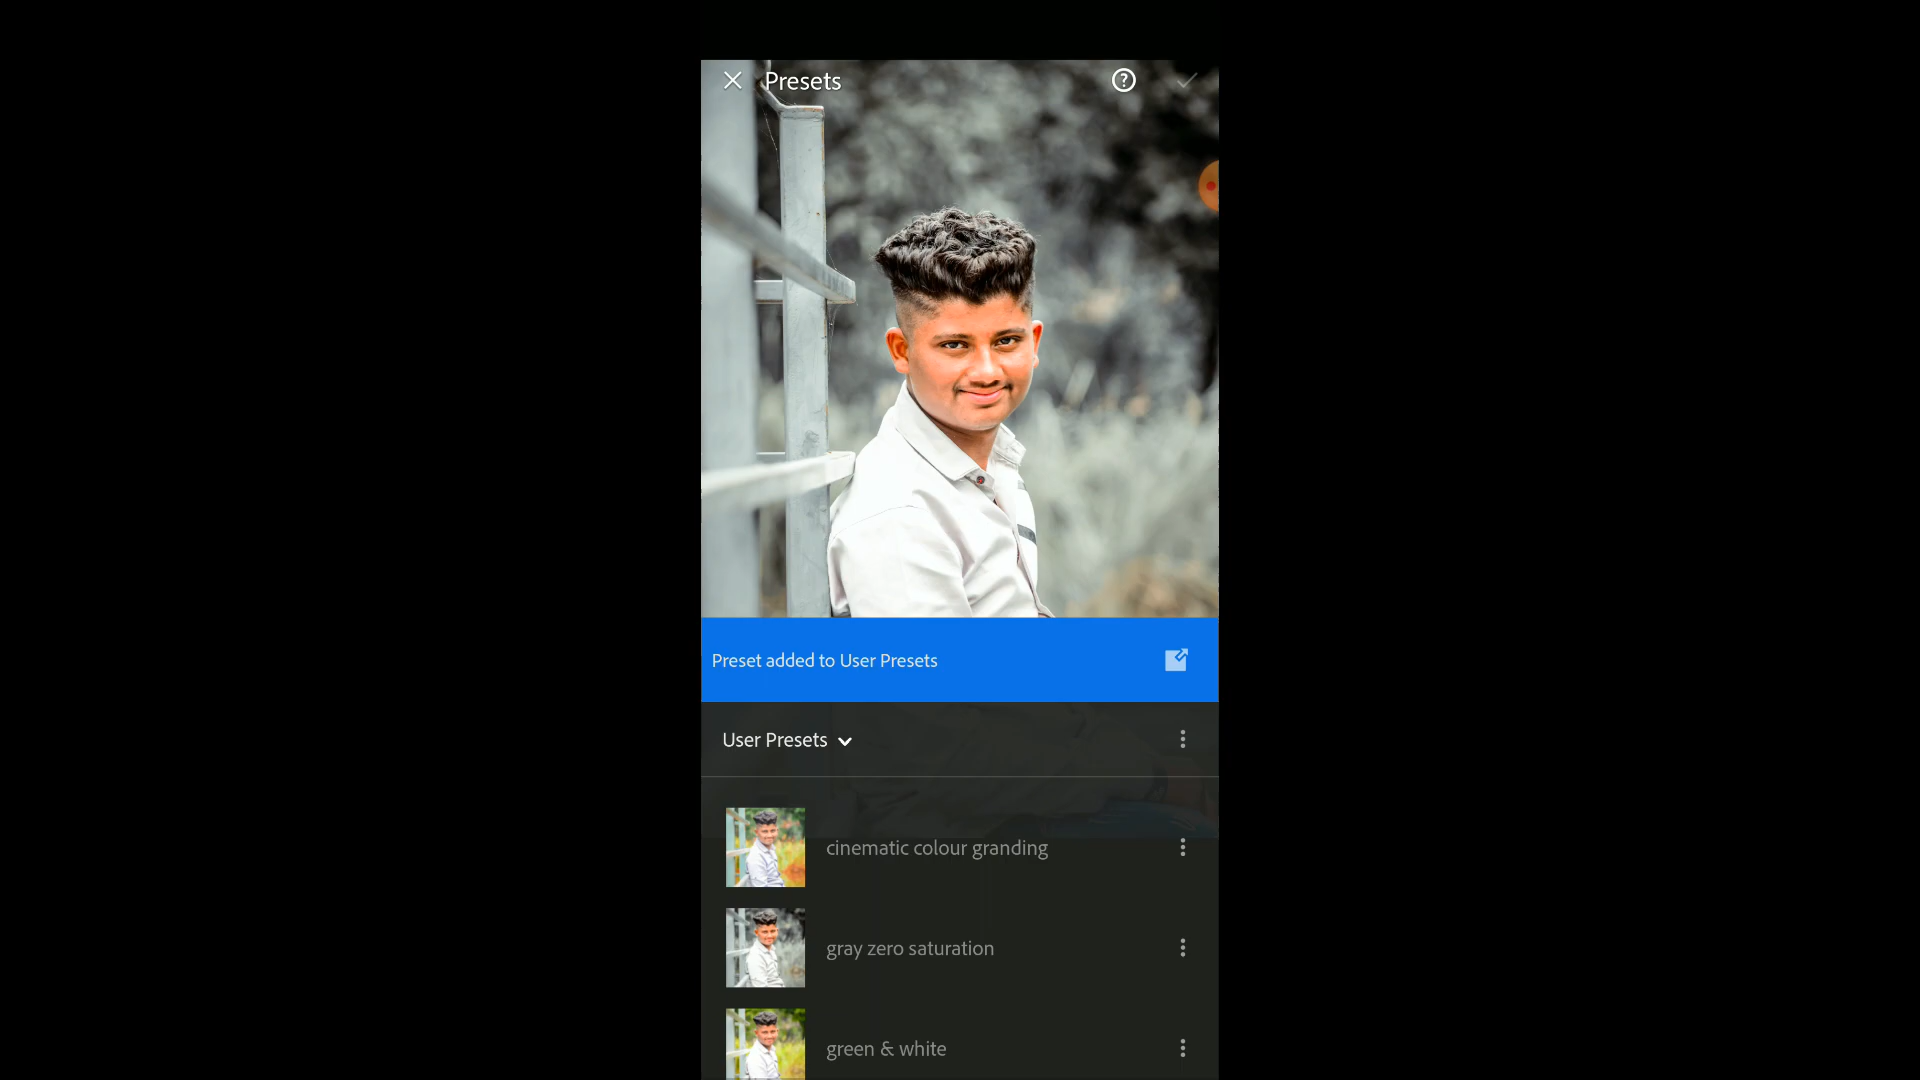 Presets
Preset added to User Presets
User Presets
cinematic colour granding
gray zero saturation
green & white